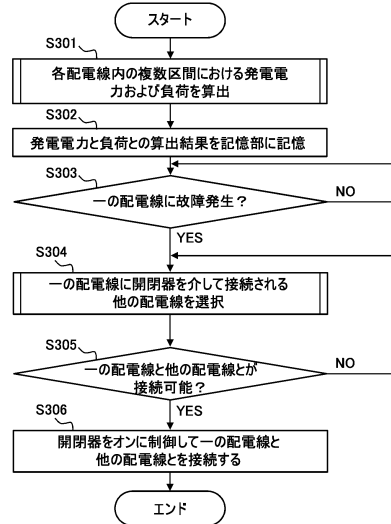 スタート
S301
各配電線内の複数区間における発電電
力および負荷を算出
S302
発電電力と負荷との算出結果を記憶部に記憶
S303
一の配電線に故障発生？
NO
YES
S304
一の配電線に開閉器を介して接続される
他の配電線を選択
S305
一の配電線と他の配電線とが
接続可能？
NO
YES
S306
開閉器をオンに制御して一の配電線と
他の配電線とを接続する
エンド